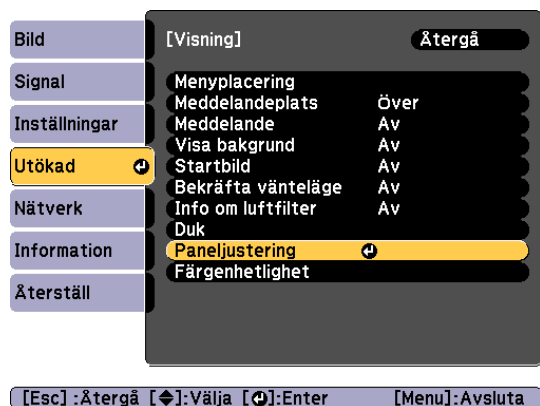 Bild
Signal
Inställningar
Utökad
Nätverk
Information
Återställ
[Visning]
Återgå
Menyplacering
Meddelandeplats Över
Meddelande Av
Visa bakgrund Av
Startbild Av
Bekräfta vänteläge Av
Info om luftfilter Av
Duk
Paneljustering
Färgenhetlighet
[Esc] :Återgå [◆]:Välja [↵]:Enter [Menu]:Avsluta